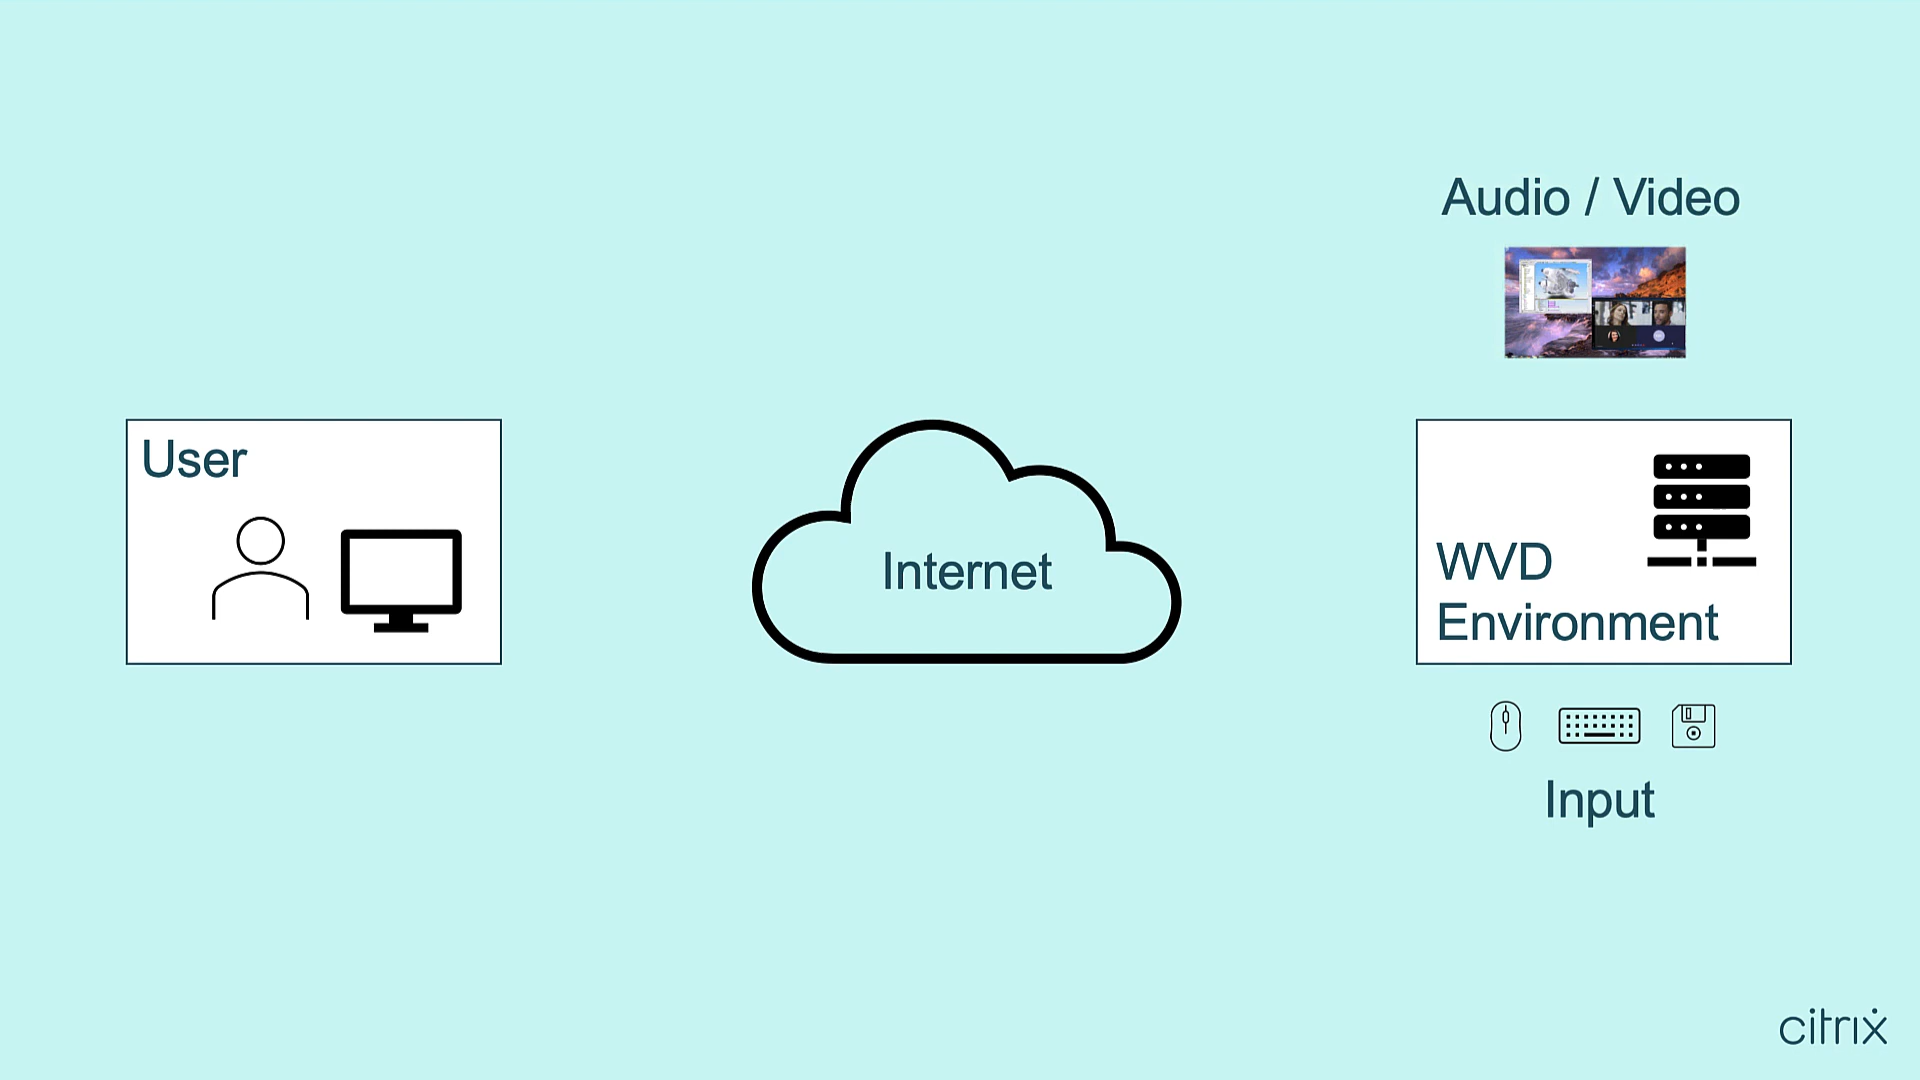 Audio / Video
User
Internet
WVD
Environment
Input
citrix